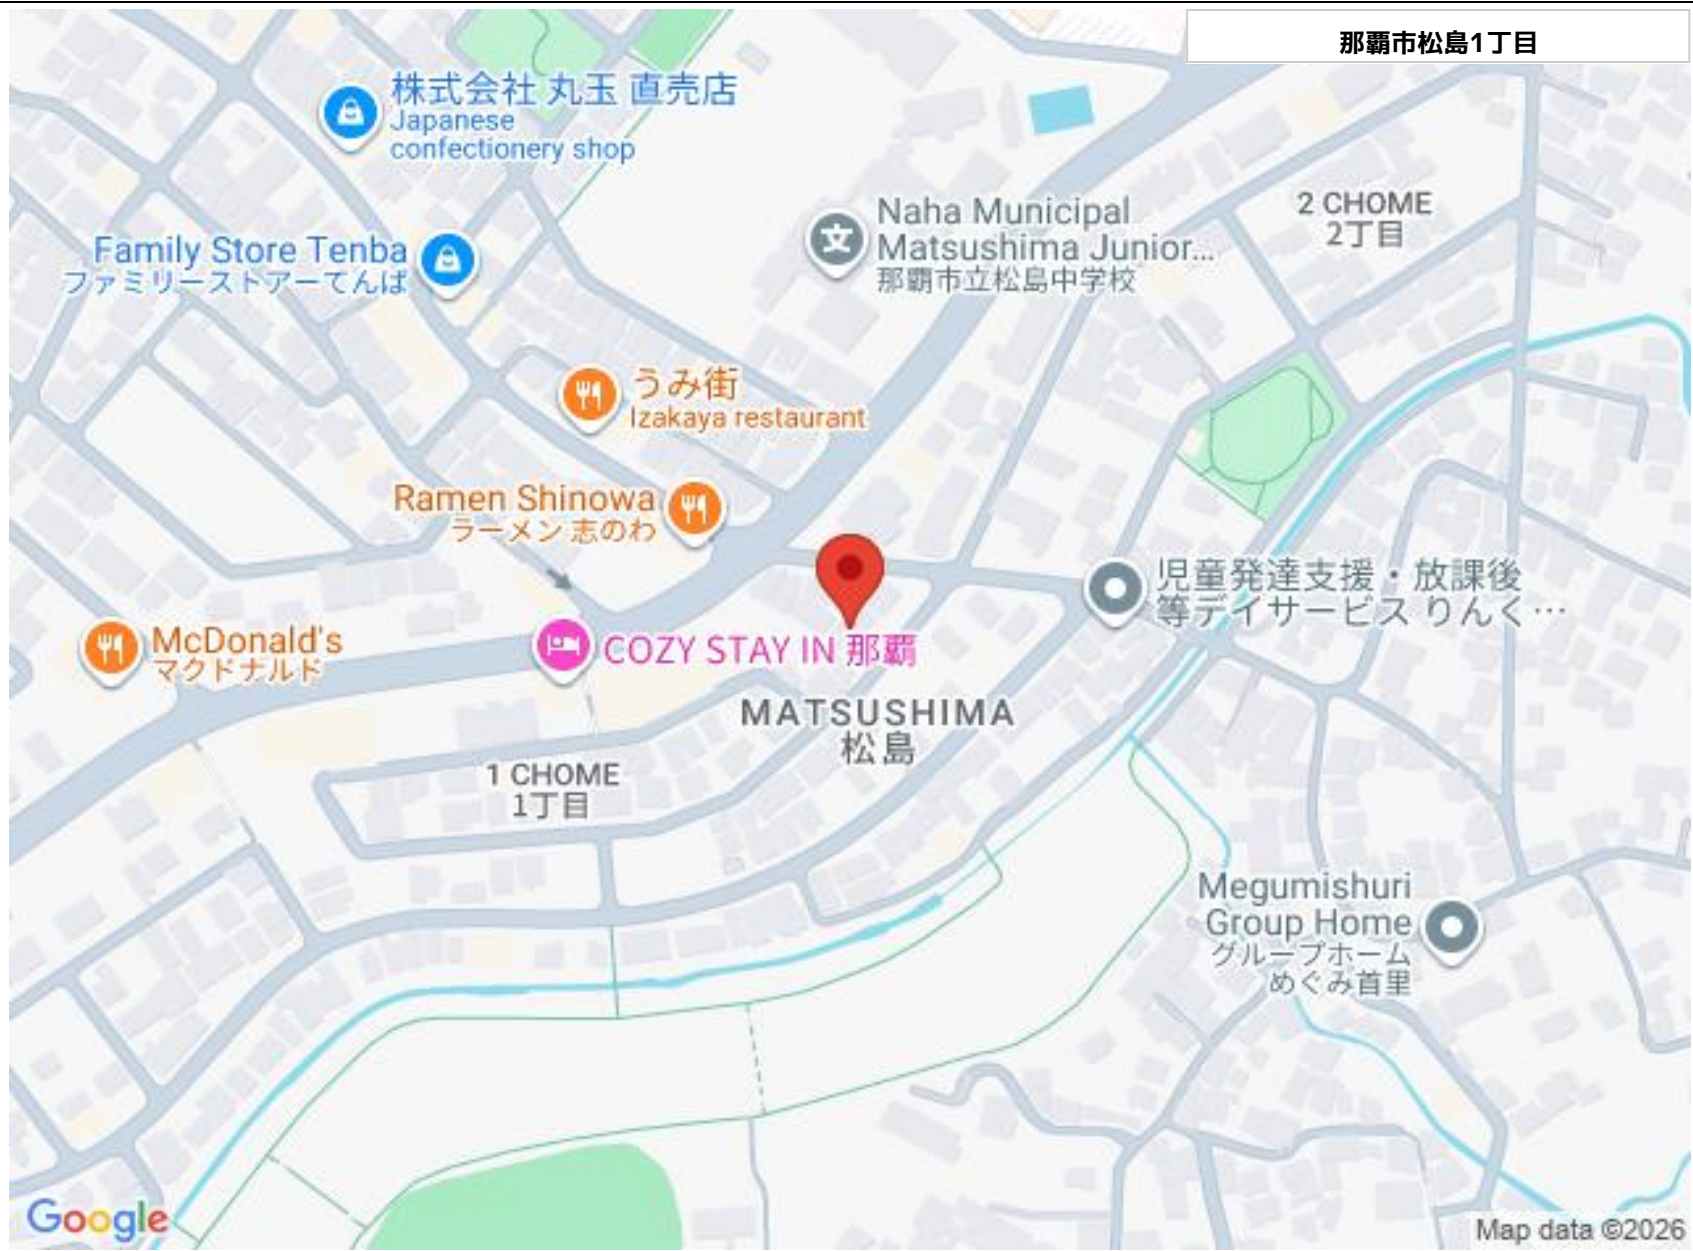 那覇市松島1丁目
株式会社 丸玉 直売店
Japanese
confectionery shop
Naha Municipal
Matsushima Junior...
那覇市立松島中学校
2 CHOME
2丁目
Family Store Tenba
ファミリーストアーてんば
うみ街
Izakaya restaurant
Ramen Shinowa
ラーメン 志のわ
児童発達支援・放課後
等デイサービス りんく…
McDonald's
マクドナルド
COZY STAY IN 那覇
MATSUSHIMA
松島
1 CHOME
1丁目
Megumishuri
Group Home
グループホーム
めぐみ首里
Google
Map data ©2026